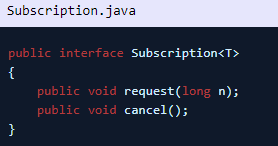 Subscription.java
public interface Subscription<T>
{
    public void request(long n);
    public void cancel();
}